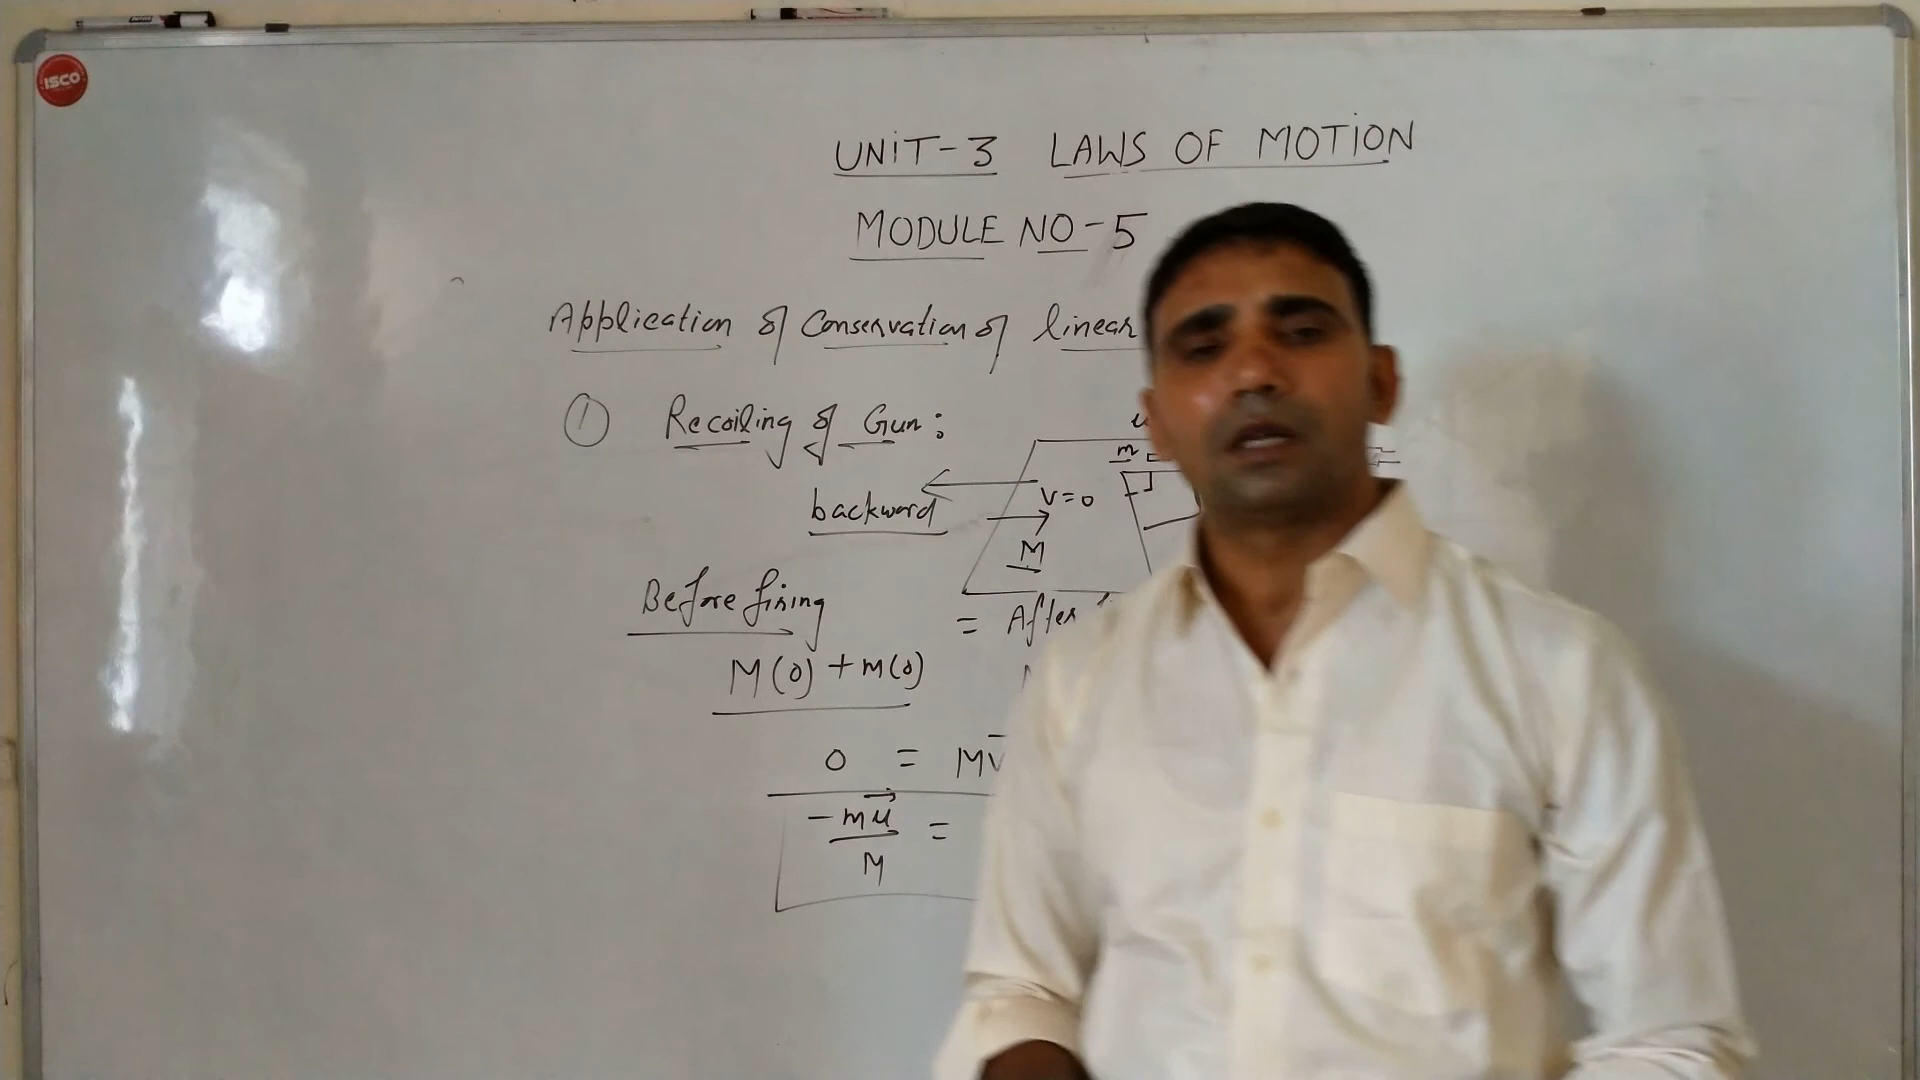 ISCO
UNIT-3 LAWS OF MOTION
MODULE NO-5
Application of Conservation of linear
① Recoiling of Gun:
u
m
backward
V=0
M
Before firing = After
M(0) + m(0)
0 = MV̄
-mu⃗/M =